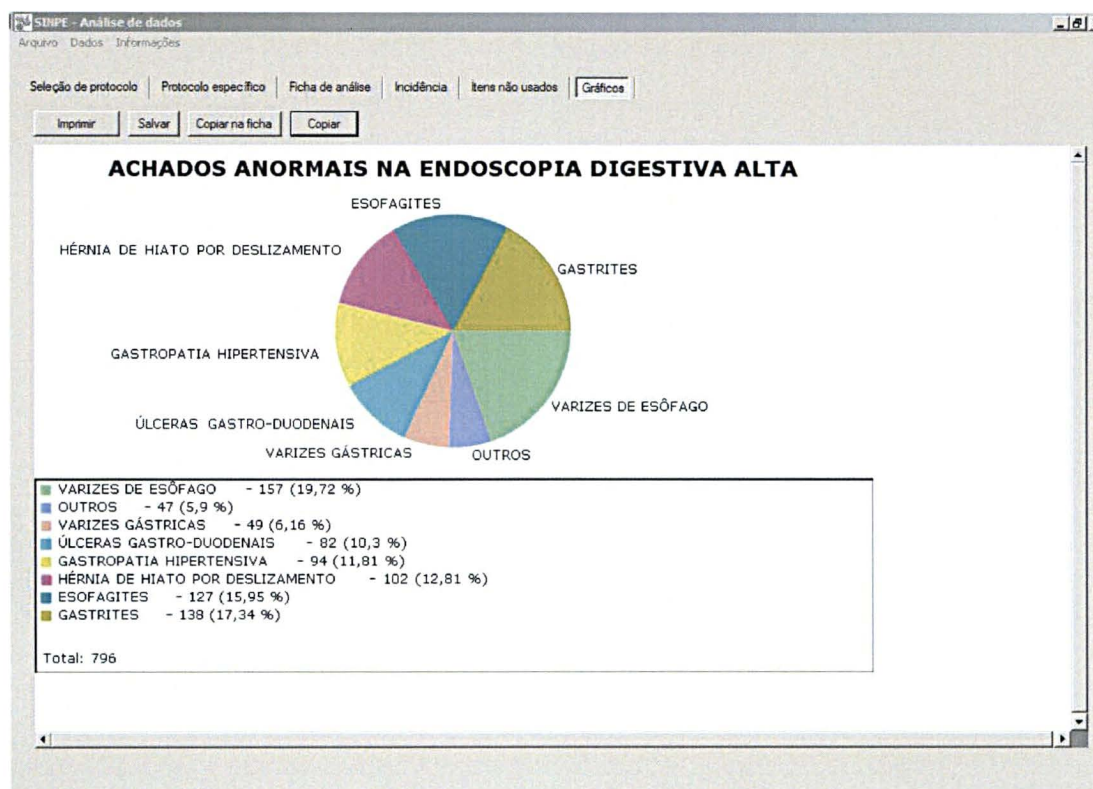 SINPE - Análise de dados
Arquivo Dados Informações
Seleção de protocolo Protocolo específico Ficha de análise Incidência Itens não usados Gráficos
Imprimir Salvar Copiar na ficha Copiar
ACHADOS ANORMAIS NA ENDOSCOPIA DIGESTIVA ALTA
ESOFAGITES
HÉRNIA DE HIATO POR DESLIZAMENTO
GASTRITES
GASTROPATIA HIPERTENSIVA
VARIZES DE ESÔFAGO
ÚLCERAS GASTRO-DUODENAIS
VARIZES GÁSTRICAS
OUTROS
VARIZES DE ESÔFAGO - 157 (19,72 %)
OUTROS - 47 (5,9 %)
VARIZES GÁSTRICAS - 49 (6,16 %)
ÚLCERAS GASTRO-DUODENAIS - 82 (10,3 %)
GASTROPATIA HIPERTENSIVA - 94 (11,81 %)
HÉRNIA DE HIATO POR DESLIZAMENTO - 102 (12,81 %)
ESOFAGITES - 127 (15,95 %)
GASTRITES - 138 (17,34 %)
Total: 796